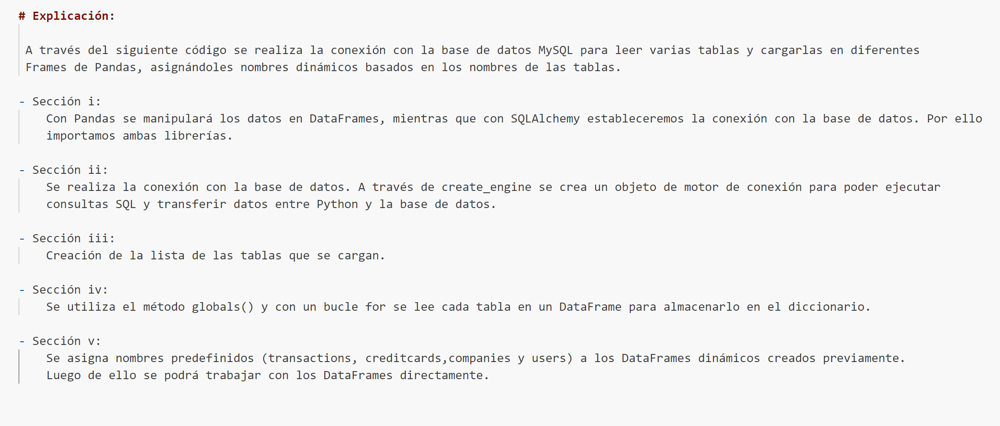 # Explicación:
A través del siguiente código se realiza la conexión con la base de datos MySQL para leer varias tablas y cargarlas en diferentes
Frames de Pandas, asignándoles nombres dinámicos basados en los nombres de las tablas.
- Sección i:
Con Pandas se manipulará los datos en DataFrames, mientras que con SQLAlchemy estableceremos la conexión con la base de datos. Por ello
importamos ambas librerías.
- Sección ii:
Se realiza la conexión con la base de datos. A través de create_engine se crea un objeto de motor de conexión para poder ejecutar
consultas SQL y transferir datos entre Python y la base de datos.
- Sección iii:
Creación de la lista de las tablas que se cargan.
- Sección iv:
Se utiliza el método globals() y con un bucle for se lee cada tabla en un DataFrame para almacenarlo en el diccionario.
- Sección v:
Se asigna nombres predefinidos (transactions, creditcards,companies y users) a los DataFrames dinámicos creados previamente.
Luego de ello se podrá trabajar con los DataFrames directamente.